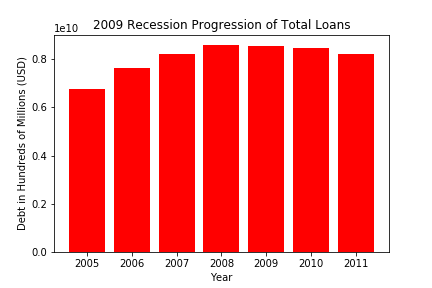 2009 Recession Progression of Total Loans
1e10
Debt in Hundreds of Millions (USD)
0.8
0.6
0.4
0.2
0.0
2005 2006 2007 2008 2009 2010 2011
Year